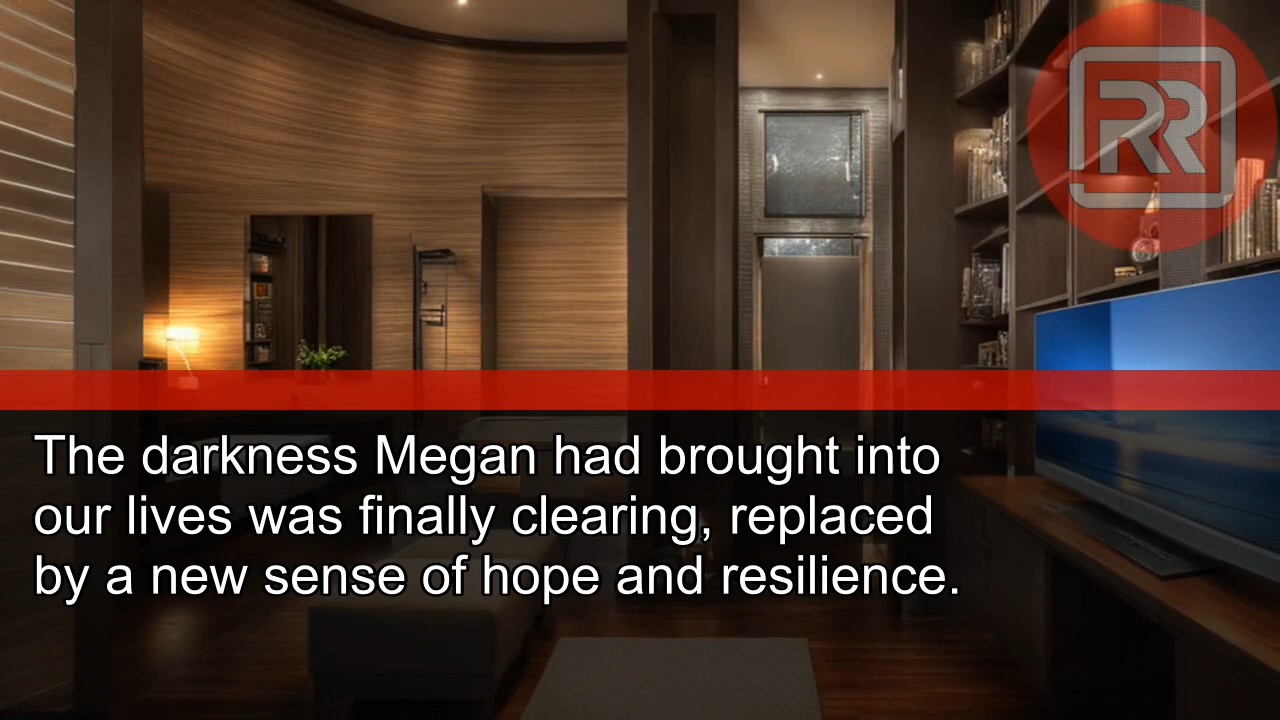 RR
The darkness Megan had brought into
our lives was finally clearing, replaced
by a new sense of hope and resilience.